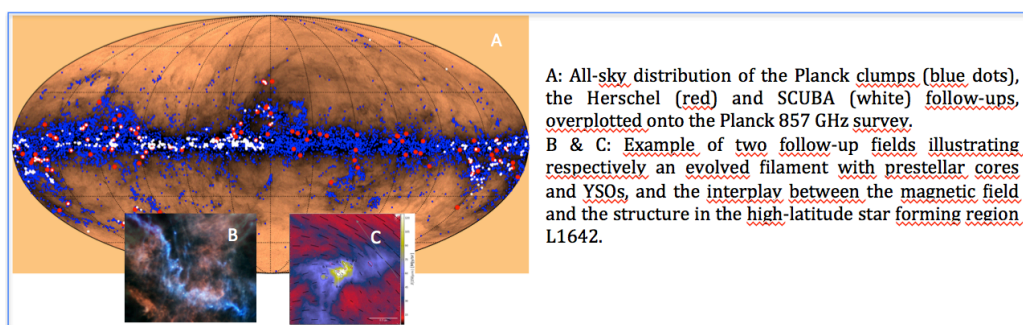 A
A: All-sky distribution of the Planck clumps (blue dots),
the Herschel (red) and SCUBA (white) follow-ups,
overplotted onto the Planck 857 GHz survey.
B & C: Example of two follow-up fields illustrating
respectively an evolved filament with prestellar cores
and YSOs, and the interplay between the magnetic field
and the structure in the high-latitude star forming region
L1642.
B
C